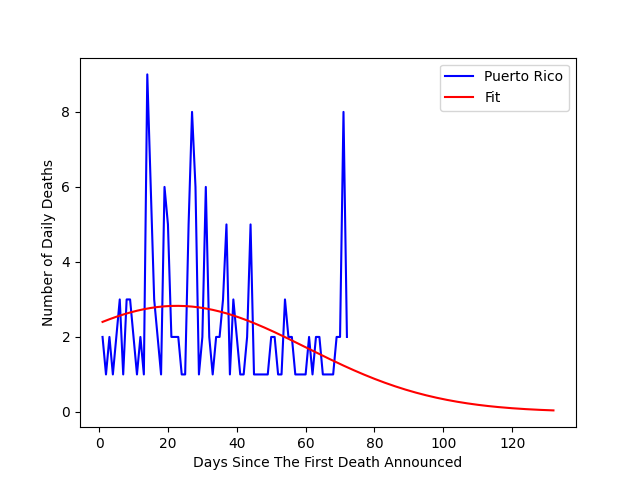 Puerto Rico
Fit
8
6
4
2
0
Number of Daily Deaths
0 20 40 60 80 100 120
Days Since The First Death Announced